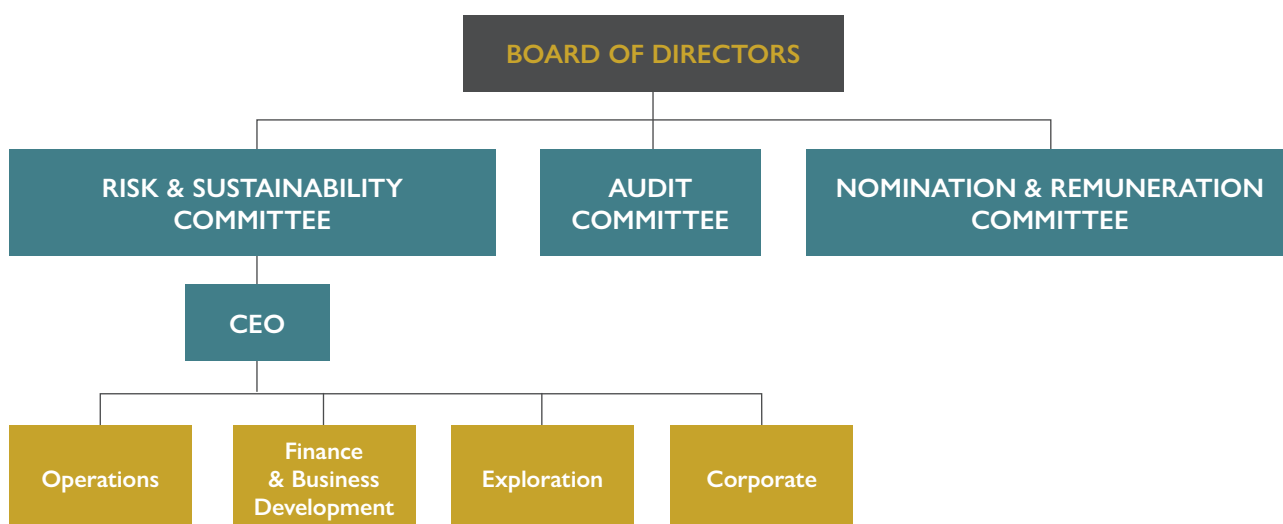 BOARD OF DIRECTORS
RISK & SUSTAINABILITY
COMMITTEE
AUDIT
COMMITTEE
NOMINATION & REMUNERATION
COMMITTEE
CEO
Operations
Finance
& Business
Development
Exploration
Corporate